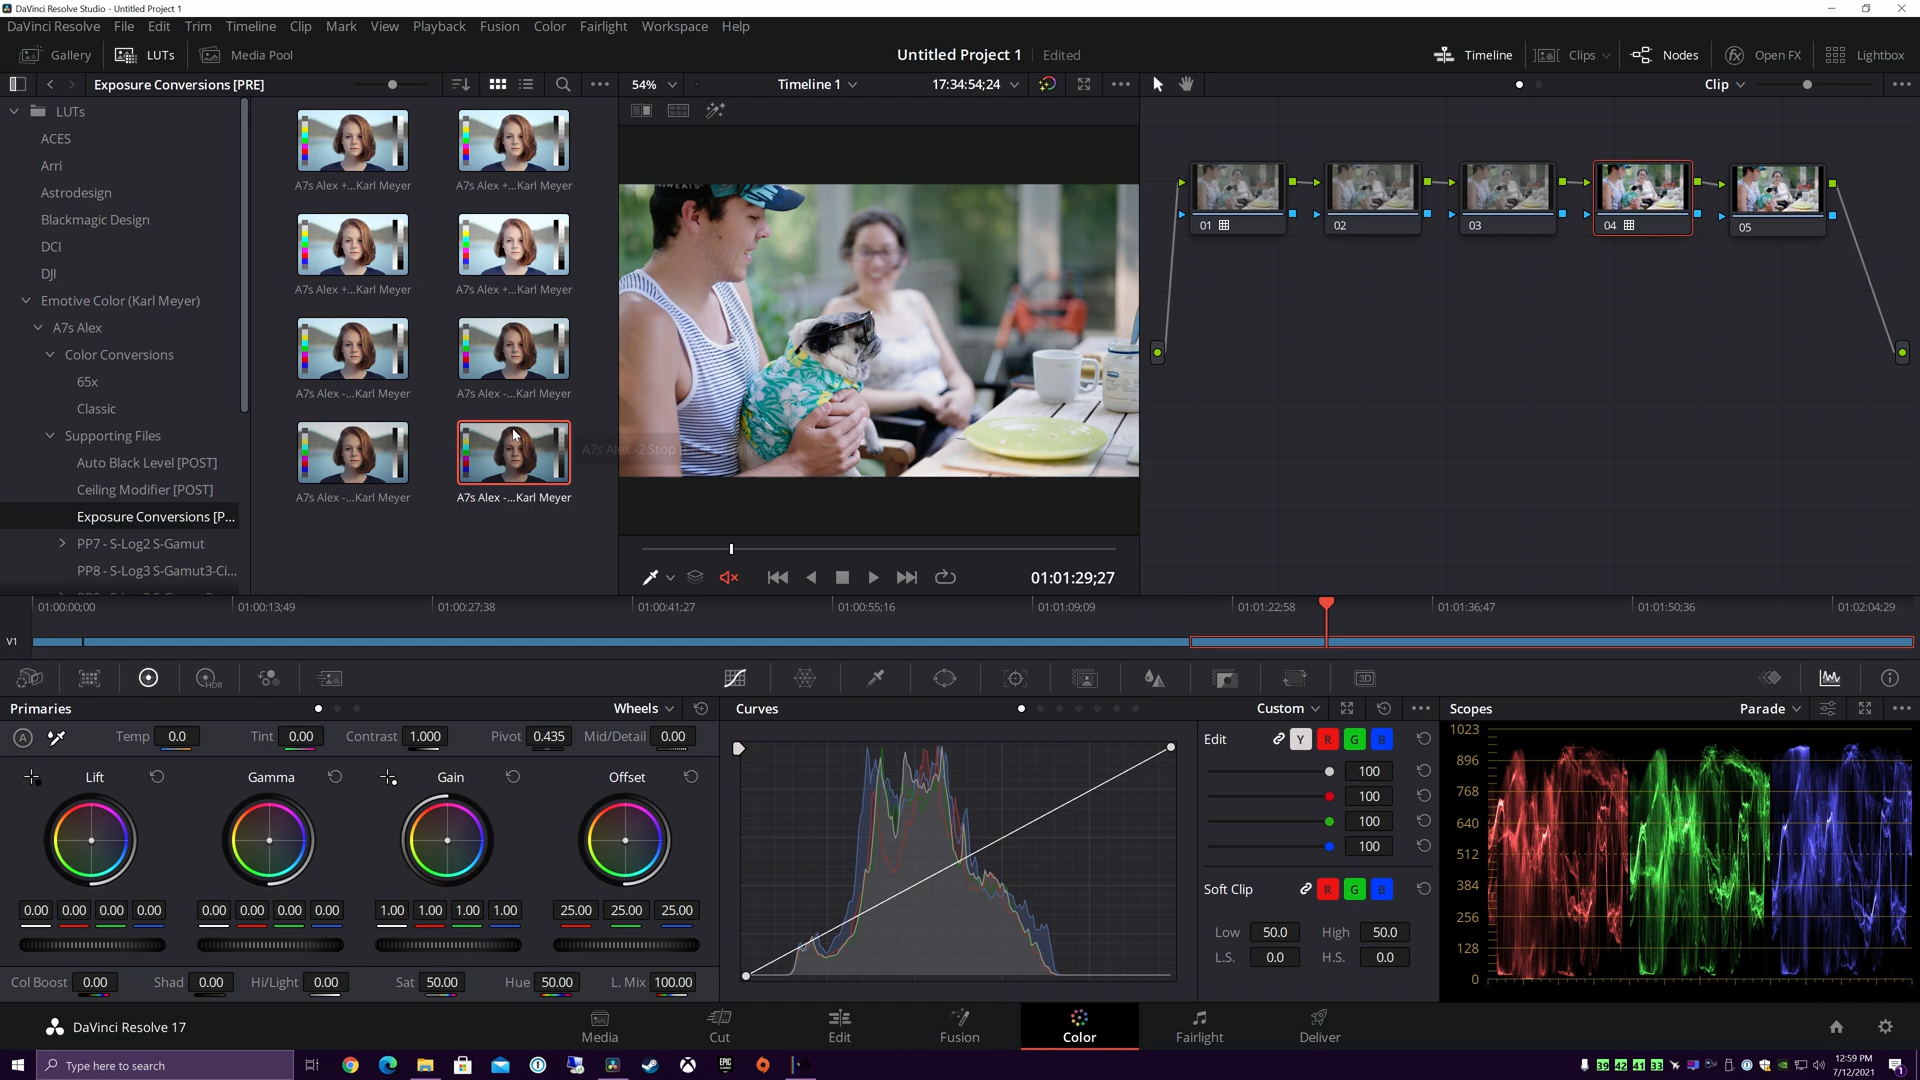 DaVinci Resolve Studio - Untitled Project 1
DaVinci Resolve File Edit Trim Timeline Clip Mark View Playback Fusion Color Fairlight Workspace Help
Gallery LUTs Media Pool Untitled Project 1 Edited Timeline Clips Nodes Open FX Lightbox
Exposure Conversions [PRE] 54% Timeline 1 17:34:54;24 Clip
LUTs
ACES
Arri
Astrodesign
Blackmagic Design
DCI
DJI
Emotive Color (Karl Meyer)
A7s Alex
Color Conversions
65x
Classic
Supporting Files
Auto Black Level [POST]
Ceiling Modifier [POST]
Exposure Conversions [P...
PP7 - S-Log2 S-Gamut
PP8 - S-Log3 S-Gamut3-Ci...
A7s Alex +...Karl Meyer A7s Alex +...Karl Meyer
A7s Alex +...Karl Meyer A7s Alex +...Karl Meyer
A7s Alex -...Karl Meyer A7s Alex -...Karl Meyer
A7s Alex -...Karl Meyer A7s Alex -...Karl Meyer
A7s Alex -2 Stop
01 02 03 04 05
01:01:29;27
01:00:00;00 01:00:13;49 01:00:27;38 01:00:41;27 01:00:55;16 01:01:09;09 01:01:22;58 01:01:36;47 01:01:50;36 01:02:04;29
V1
HDR 3D
Primaries Wheels
A Temp 0.0 Tint 0.00 Contrast 1.000 Pivot 0.435 Mid/Detail 0.00
Lift Gamma Gain Offset
0.00 0.00 0.00 0.00 0.00 0.00 0.00 0.00 1.00 1.00 1.00 1.00 25.00 25.00 25.00
Col Boost 0.00 Shad 0.00 Hi/Light 0.00 Sat 50.00 Hue 50.00 L. Mix 100.00
Curves Custom
Edit Y R G B
100
100
100
100
Soft Clip R G B
Low 50.0 High 50.0
L.S. 0.0 H.S. 0.0
Scopes Parade
1023
896
768
640
512
384
256
128
0
DaVinci Resolve 17 Media Cut Edit Fusion Color Fairlight Deliver
Type here to search
EPIC
39 42 41 33
12:59 PM
7/12/2021
1